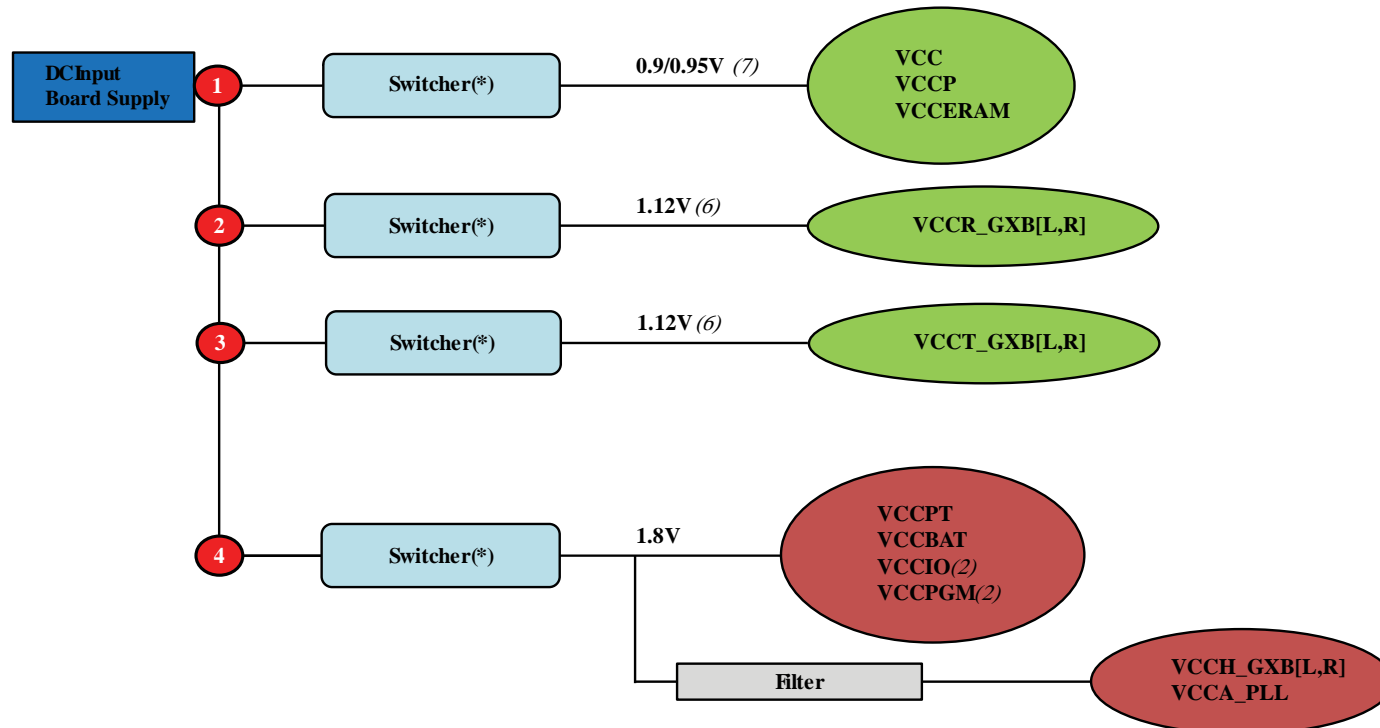 DCInput
Board Supply
1
Switcher(*)
0.9/0.95V (7)
VCC
VCCP
VCCERAM
2
Switcher(*)
1.12V (6)
VCCR_GXB[L,R]
3
Switcher(*)
1.12V (6)
VCCT_GXB[L,R]
4
Switcher(*)
1.8V
VCCPT
VCCBAT
VCCIO(2)
VCCPGM(2)
Filter
VCCH_GXB[L,R]
VCCA_PLL